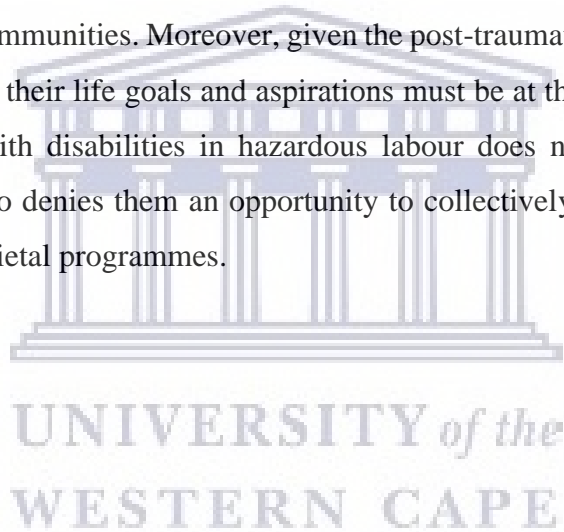 mmunities. Moreover, given the post-trauma
their life goals and aspirations must be at th
ith disabilities in hazardous labour does n
o denies them an opportunity to collectively
ietal programmes.
UNIVERSITY of the
WESTERN CAPE